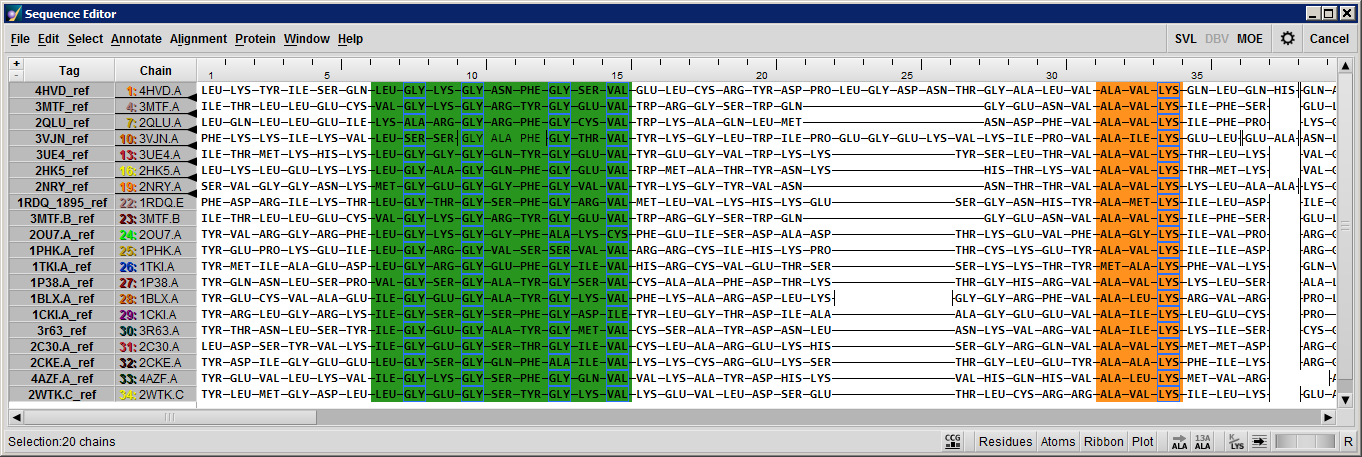 Sequence Editor
File Edit Select Annotate Alignment Protein Window Help SVL DBV MOE Cancel
+ - Tag Chain 1 5 10 15 20 25 30 35
4HVD_ref 1: 4HVD.A LEU-LYS-TYR-ILE-SER-GLN-LEU-GLY-LYS-GLY-ASN-PHE-GLY-SER-VAL-GLU-LEU-CYS-ARG-TYR-ASP-PRO-LEU-GLY-ASP-ASN-THR-GLY-ALA-LEU-VAL-ALA-VAL-LYS-GLN-LEU-GLN-HIS GLN-
3MTF_ref 4: 3MTF.A ILE-THR-LEU-LEU-GLU-CYS-VAL-GLY-LYS-GLY-ARG-TYR-GLY-GLU-VAL-TRP-ARG-GLY-SER-TRP-GLN GLY-GLU-ASN-VAL-ALA-VAL-LYS-ILE-PHE-SER GLU-L
2QLU_ref 7: 2QLU.A LEU-LEU-GLN-LEU-GLU-ILE-LYS-ALA-ARG-GLY-ARG-PHE-GLY-CYS-VAL-TRP-LYS-ALA-GLN-LEU-MET ASN-ASP-PHE-VAL-ALA-VAL-LYS-ILE-PHE-PRO SER-
3VJN_ref 10: 3VJN.A PHE-LYS-LYS-ILE-LYS-VAL-LEU-SER-SER GLY ALA PHE GLY-THR-VAL-TYR-LYS-GLY-LEU-TRP-ILE-PRO-GLU-GLY-GLU-LYS-VAL-LYS-ILE-PRO-VAL-ALA-ILE-LYS-GLU-LEU GLU-ALA ASN-
3UE4_ref 13: 3UE4.A ILE-THR-MET-LYS-HIS-LYS-LEU-GLY-GLY-GLY-GLN-TYR-GLY-GLU-VAL-TYR-GLU-GLY-VAL-TRP-LYS-LYS TYR-SER-LEU-THR-VAL-ALA-VAL-LYS-THR-LEU-LYS VAL-G
2HK5_ref 16: 2HK5.A LEU-LYS-LEU-GLU-LYS-LYS-LEU-GLY-ALA-GLY-GLN-PHE-GLY-GLU-VAL-TRP-MET-ALA-THR-TYR-ASN-LYS HIS-THR-LYS-VAL-ALA-VAL-LYS-THR-MET-LYS VAL-
2NRY_ref 19: 2NRY.A SER-VAL-GLY-GLY-ASN-LYS-MET-GLY-GLU-GLY-GLY-PHE-GLY-VAL-VAL-TYR-LYS-GLY-TYR-VAL ASN-ASN-THR-THR-VAL-ALA-VAL-LYS-LYS-LEU-ALA-ALA LYS-G
1RDQ_1895_ref 22: 1RDQ.E PHE-ASP-ARG-ILE-LYS-THR-LEU-GLY-THR-GLY-SER-PHE-GLY-ARG-VAL-MET-LEU-VAL-LYS-HIS-LYS-GLU SER-GLY-ASN-HIS-TYR-ALA-MET-LYS-ILE-LEU-ASP ILE-G
3MTF.B_ref 23: 3MTF.B ILE-THR-LEU-LEU-GLU-CYS-VAL-GLY-LYS-GLY-ARG-TYR-GLY-GLU-VAL-TRP-ARG-GLY-SER-TRP-GLN GLY-GLU-ASN-VAL-ALA-VAL-LYS-ILE-PHE-SER GLU-L
2OU7.A_ref 24: 2OU7.A TYR-VAL-ARG-GLY-ARG-PHE-LEU-GLY-LYS-GLY-GLY-PHE-ALA-LYS-CYS-PHE-GLU-ILE-SER-ASP-ALA-ASP THR-LYS-GLU-VAL-PHE-ALA-GLY-LYS-ILE-VAL-PRO SER-
1PHK.A_ref 25: 1PHK.A TYR-GLU-PRO-LYS-GLU-ILE-LEU-GLY-ARG-GLY-VAL-SER-SER-VAL-VAL-ARG-ARG-CYS-ILE-HIS-LYS-PRO THR-CYS-LYS-GLU-TYR-ALA-VAL-LYS-ILE-ILE-ASP ARG-G
1TKI.A_ref 26: 1TKI.A TYR-MET-ILE-ALA-GLU-ASP-LEU-GLY-ARG-GLY-GLU-PHE-GLY-ILE-VAL-HIS-ARG-CYS-VAL-GLU-THR-SER SER-LYS-LYS-THR-TYR-MET-ALA-LYS-PHE-VAL-LYS GLN-V
1P38.A_ref 27: 1P38.A TYR-GLN-ASN-LEU-SER-PRO-VAL-GLY-SER-GLY-ALA-TYR-GLY-SER-VAL-CYS-ALA-ALA-PHE-ASP-THR-LYS THR-GLY-LEU-ARG-VAL-ALA-VAL-LYS-LYS-LEU-SER ARG-
1BLX.A_ref 28: 1BLX.A TYR-GLU-CYS-VAL-ALA-GLU-ILE-GLY-GLU-GLY-ALA-TYR-GLY-LYS-VAL-PHE-LYS-ALA-ARG-ASP-LEU-LYS GLY-GLY-ARG-PHE-VAL-ALA-LEU-LYS-ARG-VAL-ARG PRO-L
1CKI.A_ref 29: 1CKI.A TYR-ARG-LEU-GLY-ARG-LYS-ILE-GLY-SER-GLY-SER-PHE-GLY-ASP-ILE-TYR-LEU-GLY-THR-ASP-ILE-ALA ALA-GLY-GLU-GLU-VAL-ALA-ILE-LYS-LEU-GLU-CYS PRO-
3r63_ref 30: 3R63.A TYR-THR-ASN-SER-GLU-TYR-ILE-GLY-GLU-GLY-ALA-TYR-GLY-MET-VAL-CYS-SER-ALA-TYR-ASP-ASN-LEU ASN-LYS-VAL-ARG-VAL-ALA-ILE-LYS-LYS-ILE-SER CYS-G
2C30.A_ref 31: 2C30.A LEU-ASP-SER-TYR-VAL-LYS-ILE-GLY-GLU-GLY-SER-THR-GLY-ILE-VAL-CYS-LEU-ALA-ARG-GLU-LYS-HIS SER-GLY-ARG-GLN-VAL-ALA-VAL-LYS-MET-MET-ASP ARG-G
2CKE.A_ref 32: 2CKE.A TYR-ASP-ILE-GLY-GLU-GLU-LEU-GLY-SER-GLY-GLN-PHE-ALA-ILE-VAL-LYS-LYS-CYS-ARG-GLU-LYS-SER THR-GLY-LEU-GLU-TYR-ALA-ALA-LYS-PHE-ILE-LYS ARG-G
4AZF.A_ref 33: 4AZF.A TYR-GLU-VAL-LEU-LYS-VAL-ILE-GLY-LYS-GLY-SER-PHE-GLY-GLN-VAL-VAL-LYS-ALA-TYR-ASP-HIS-LYS VAL-HIS-GLN-HIS-VAL-ALA-LEU-LYS-MET-VAL-ARG ARG-
2WTK.C_ref 34: 2WTK.C TYR-LEU-MET-GLY-ASP-LEU-LEU-GLY-GLU-GLY-SER-TYR-GLY-LYS-VAL-LYS-GLU-VAL-LEU-ASP-SER-GLU THR-LEU-CYS-ARG-ARG-ALA-VAL-LYS-ILE-LEU-LYS GLU-A
Selection:20 chains CCG Residues Atoms Ribbon Plot ALA 13A ALA K LYS R